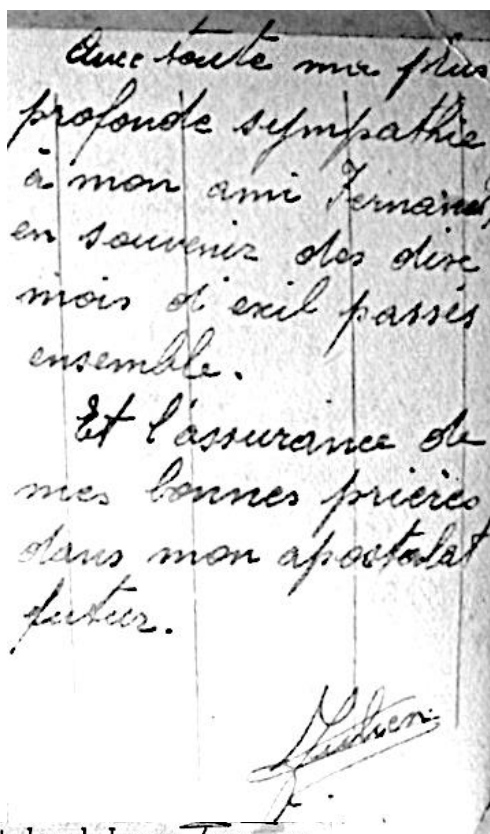 Avec toute ma plus
profonde sympathie
à mon ami Fernand,
en souvenir des dix
mois d'exil passés
ensemble.
Et l'assurance de
mes bonnes prières
dans mon apostolat
futur.